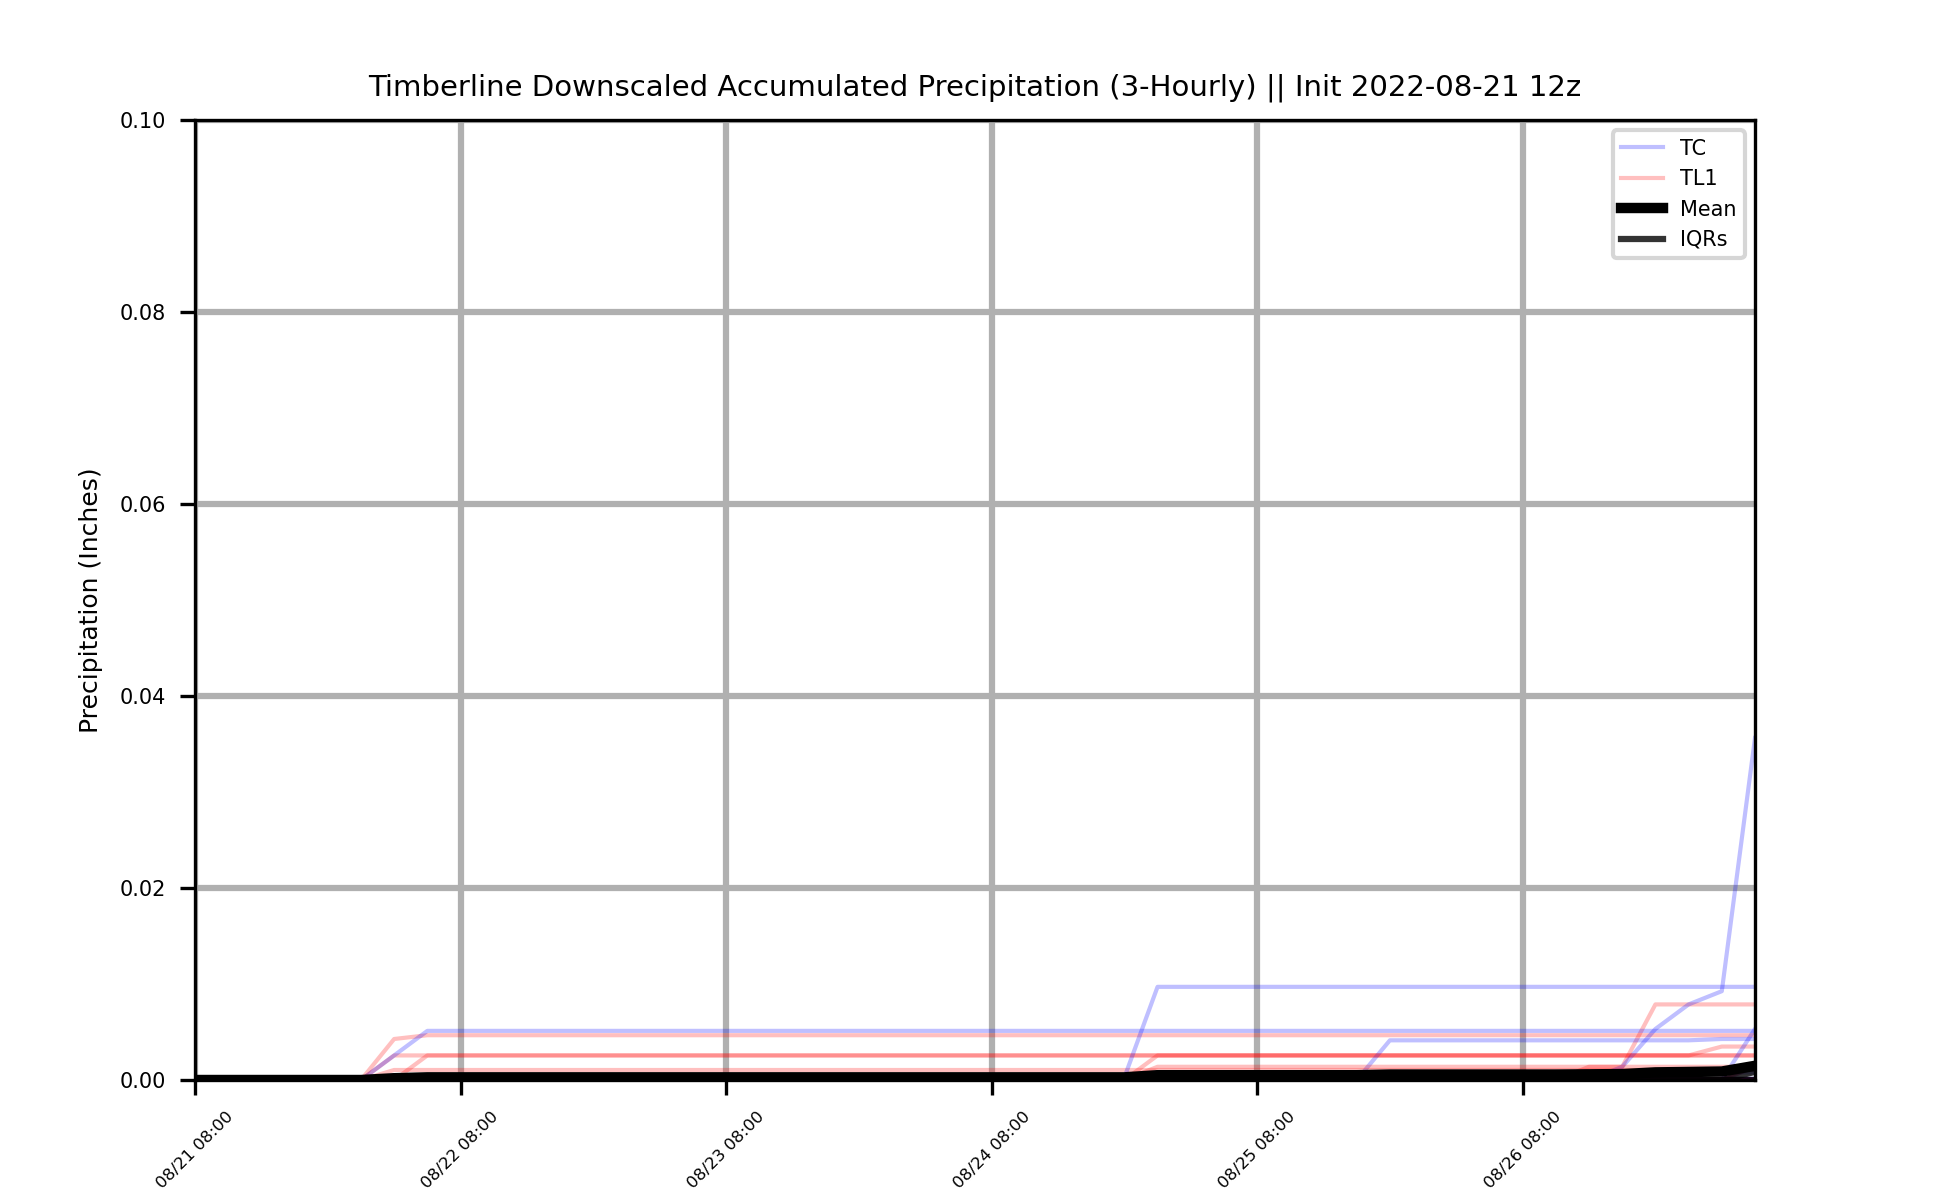 Timberline Downscaled Accumulated Precipitation (3-Hourly) || Init 2022-08-21 12z
TC
TL1
Mean
IQRs
Precipitation (Inches)
0.10
0.08
0.06
0.04
0.02
0.00
08/21 08:00
08/22 08:00
08/23 08:00
08/24 08:00
08/25 08:00
08/26 08:00